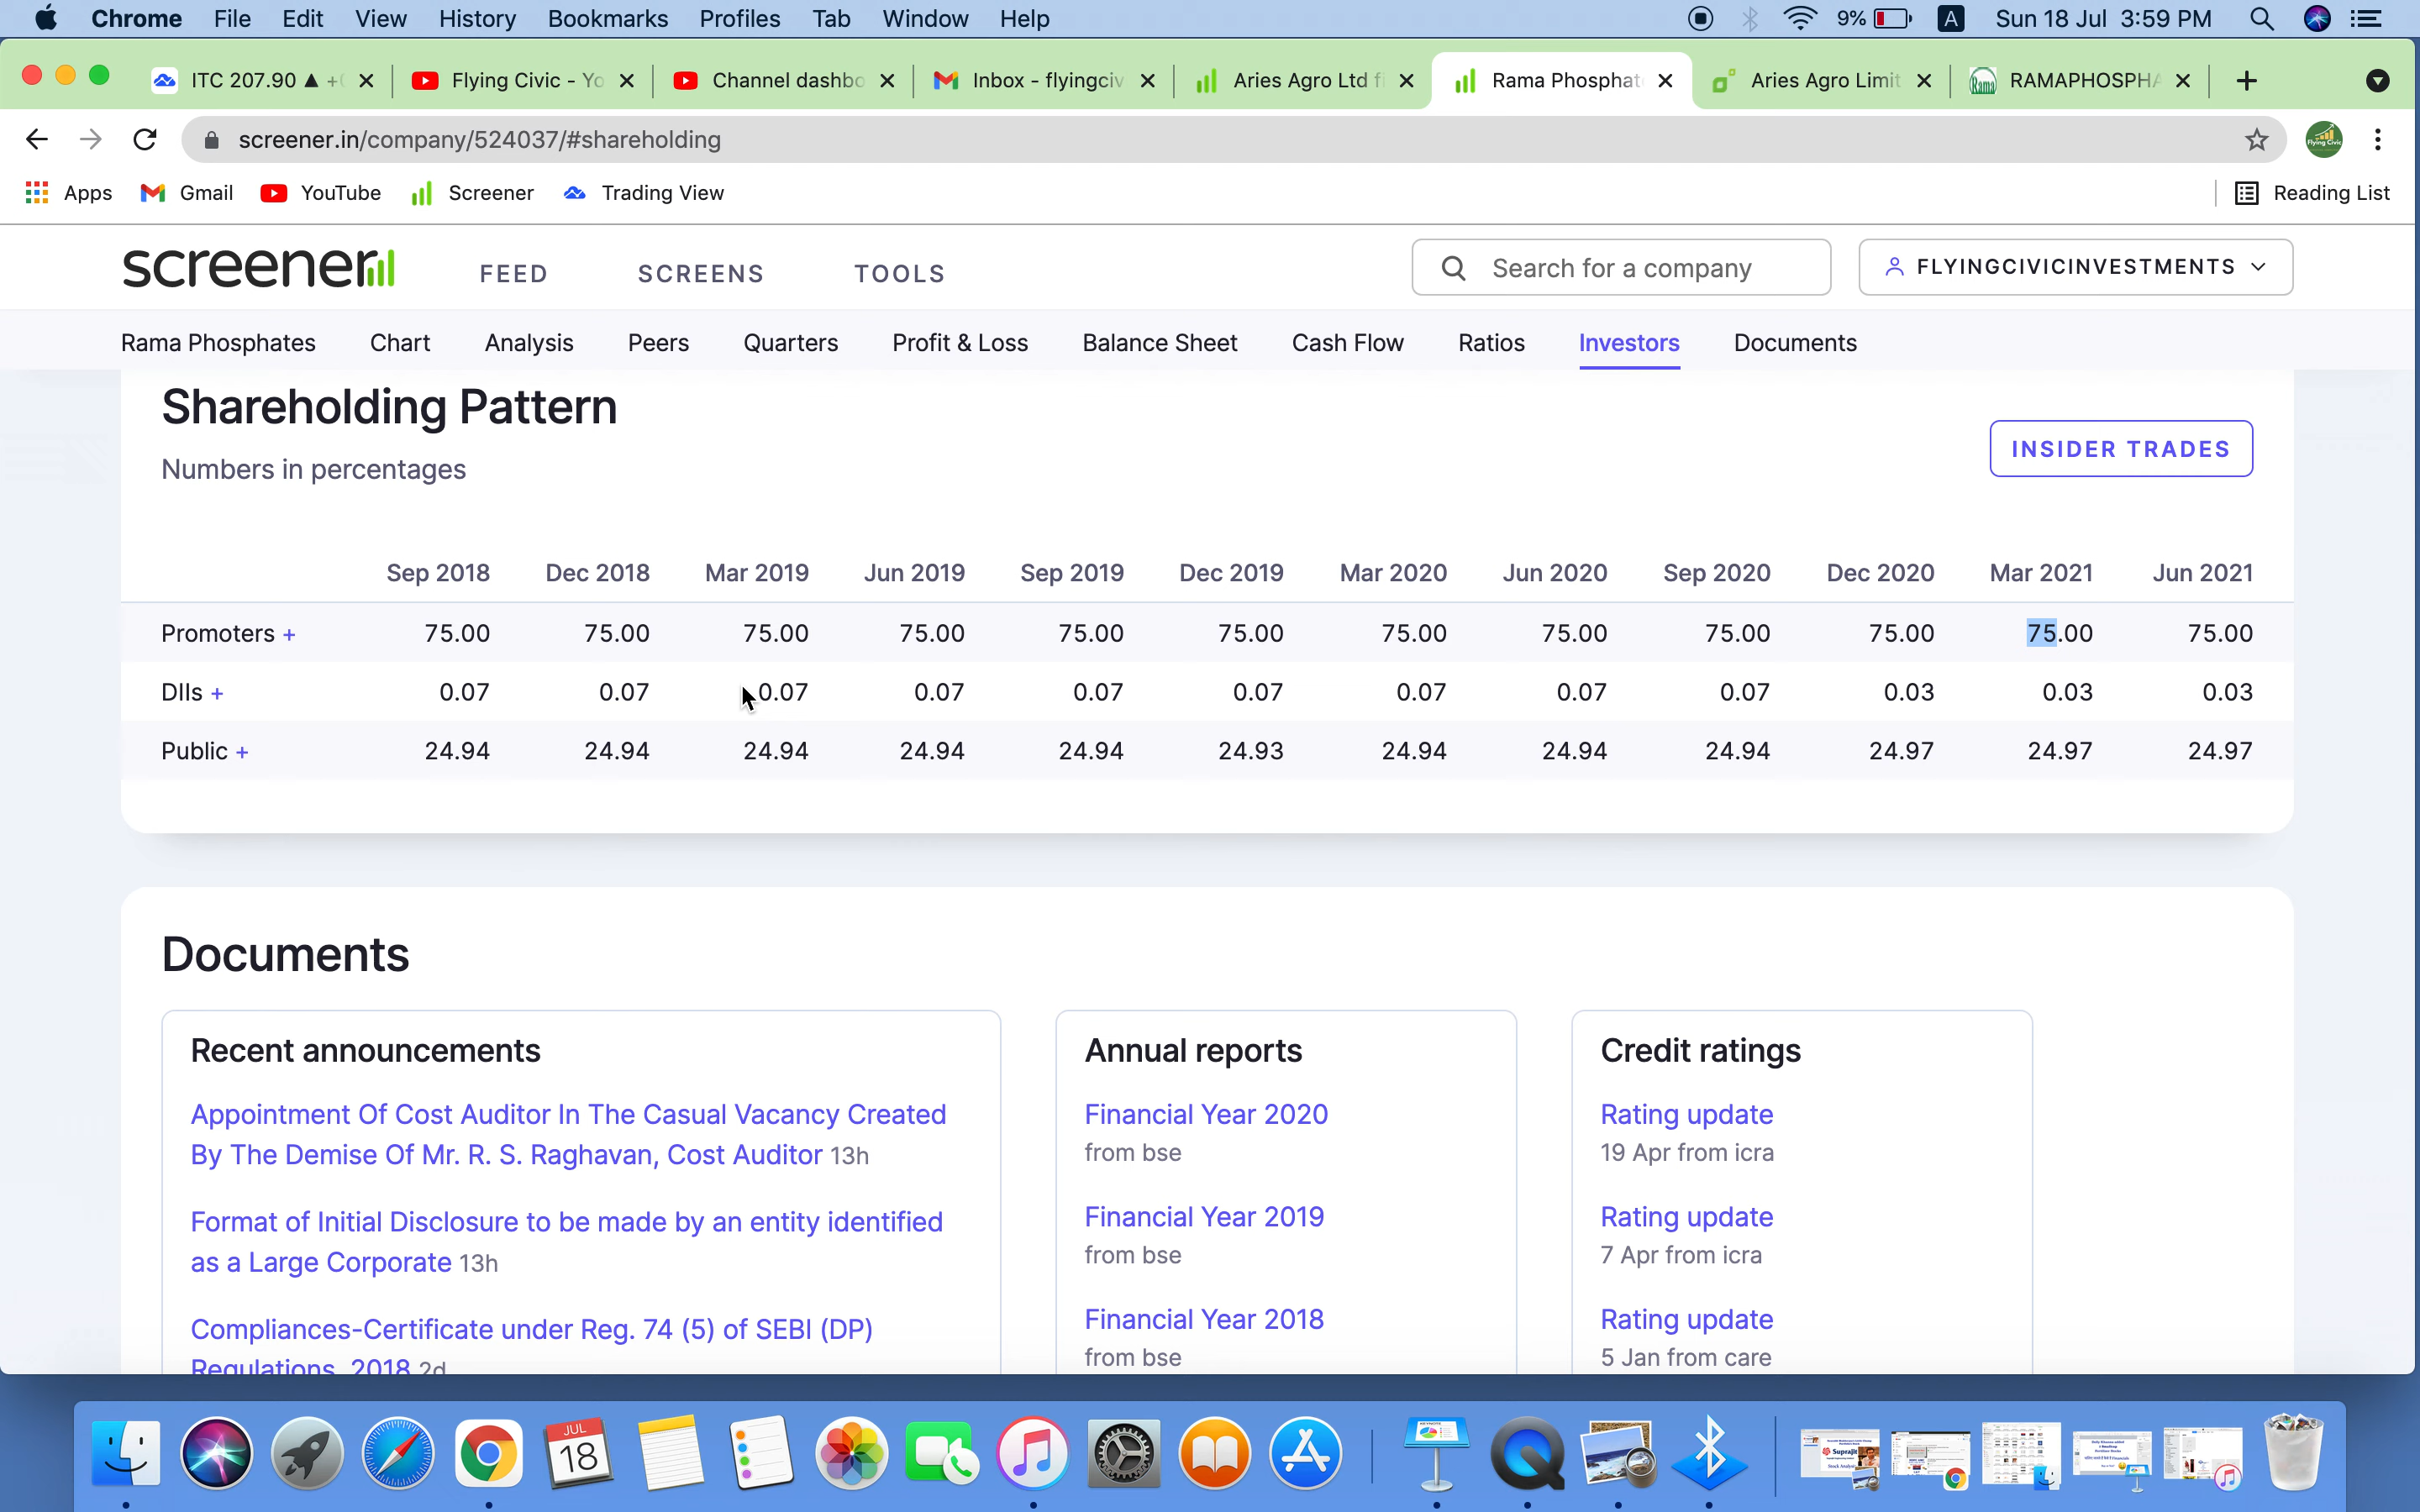 Chrome File Edit View History Bookmarks Profiles Tab Window Help 9% A Sun 18 Jul 3:59 PM
ITC 207.90 ▲ + Flying Civic - Yo Channel dashbo Inbox - flyingciv Aries Agro Ltd fi Rama Phosphat Aries Agro Limit RAMAPHOSPHA
screener.in/company/524037/#shareholding
Apps Gmail YouTube Screener Trading View Reading List
screener FEED SCREENS TOOLS Search for a company FLYINGCIVICINVESTMENTS
Rama Phosphates Chart Analysis Peers Quarters Profit & Loss Balance Sheet Cash Flow Ratios Investors Documents
Shareholding Pattern
INSIDER TRADES
Numbers in percentages
Sep 2018 Dec 2018 Mar 2019 Jun 2019 Sep 2019 Dec 2019 Mar 2020 Jun 2020 Sep 2020 Dec 2020 Mar 2021 Jun 2021
Promoters + 75.00 75.00 75.00 75.00 75.00 75.00 75.00 75.00 75.00 75.00 75.00 75.00
DIIs + 0.07 0.07 0.07 0.07 0.07 0.07 0.07 0.07 0.07 0.03 0.03 0.03
Public + 24.94 24.94 24.94 24.94 24.94 24.93 24.94 24.94 24.94 24.97 24.97 24.97
Documents
Recent announcements
Appointment Of Cost Auditor In The Casual Vacancy Created
By The Demise Of Mr. R. S. Raghavan, Cost Auditor 13h
Format of Initial Disclosure to be made by an entity identified
as a Large Corporate 13h
Compliances-Certificate under Reg. 74 (5) of SEBI (DP)
Regulations, 2018 2d
Annual reports
Financial Year 2020
from bse
Financial Year 2019
from bse
Financial Year 2018
from bse
Credit ratings
Rating update
19 Apr from icra
Rating update
7 Apr from icra
Rating update
5 Jan from care
JUL
18